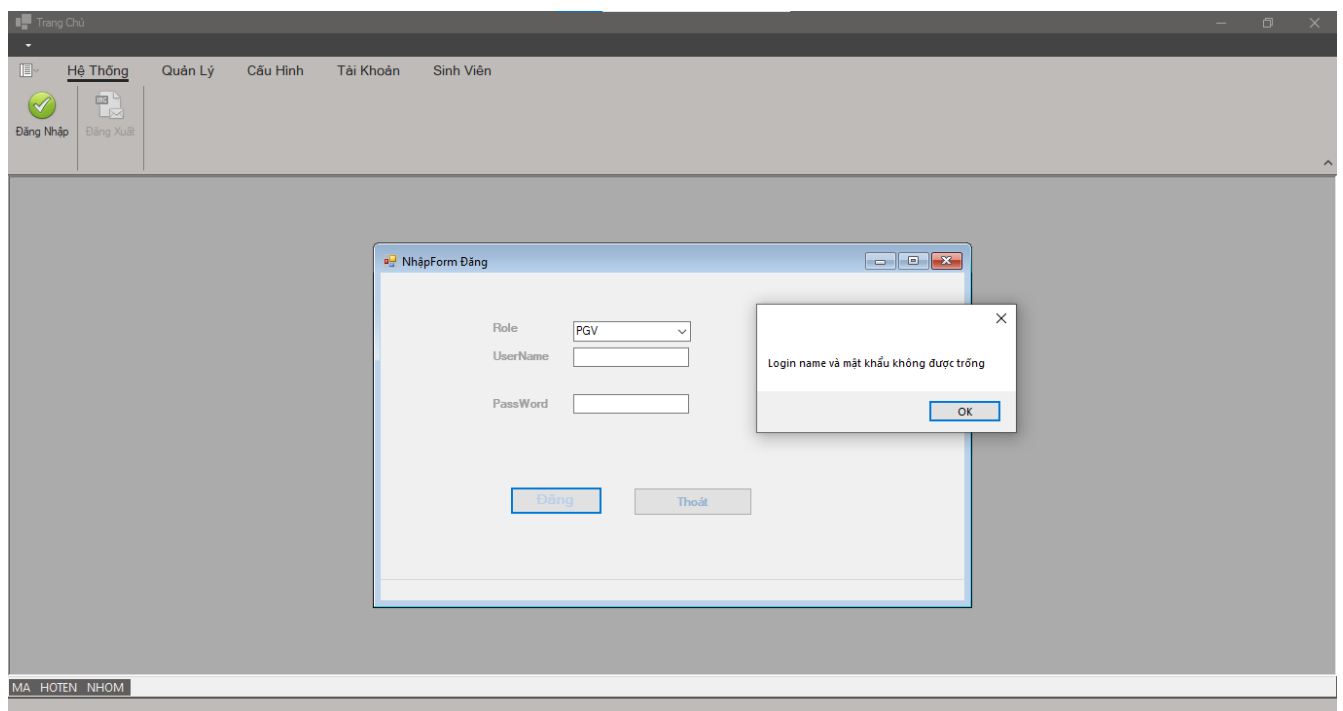 Trang Chủ
Hệ Thống Quản Lý Cấu Hình Tài Khoản Sinh Viên
Đăng Nhập Đăng Xuất
NhậpForm Đăng
Role PGV
UserName
PassWord
Đăng Thoát
Login name và mật khẩu không được trống
OK
MA HOTEN NHOM